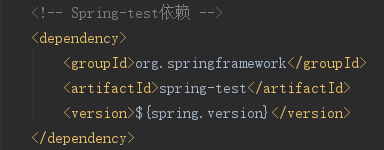 <!-- Spring-test依赖 -->
<dependency>
<groupId>org.springframework</groupId>
<artifactId>spring-test</artifactId>
<version>${spring.version}</version>
</dependency>